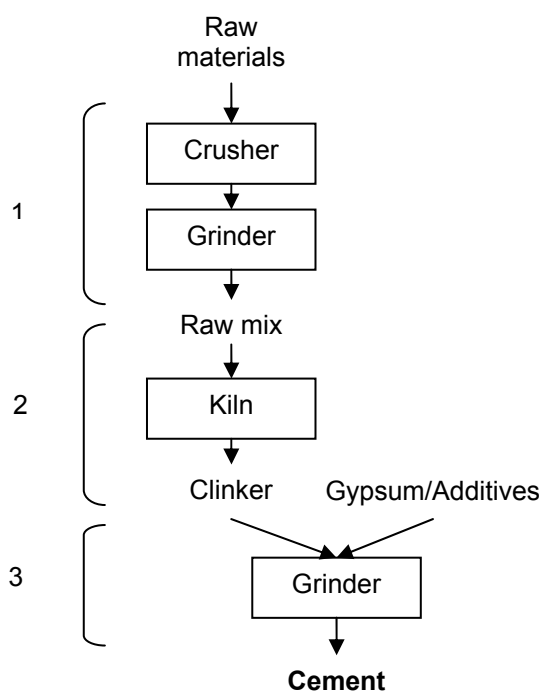 Raw
materials
Crusher
1
Grinder
Raw mix
2
Kiln
Clinker
Gypsum/Additives
3
Grinder
Cement